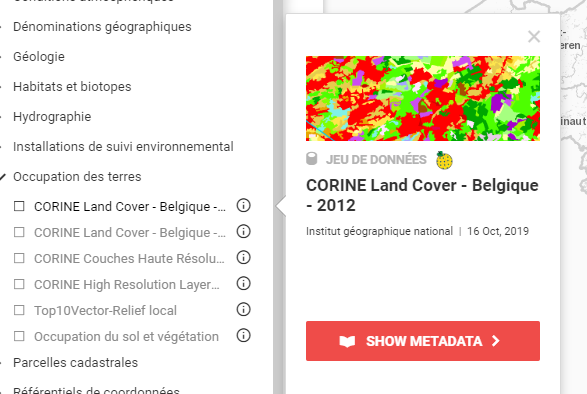 Conditions atmosphériques
Dénominations géographiques
Géologie
Habitats et biotopes
Hydrographie
Installations de suivi environnemental
Occupation des terres
CORINE Land Cover - Belgique -...
CORINE Land Cover - Belgique -...
CORINE Couches Haute Résolu...
CORINE High Resolution Layer...
Top10Vector-Relief local
Occupation du sol et végétation
Parcelles cadastrales
Référentiels de coordonnées
JEU DE DONNÉES
CORINE Land Cover - Belgique
- 2012
Institut géographique national | 16 Oct, 2019
SHOW METADATA
eren
inaut